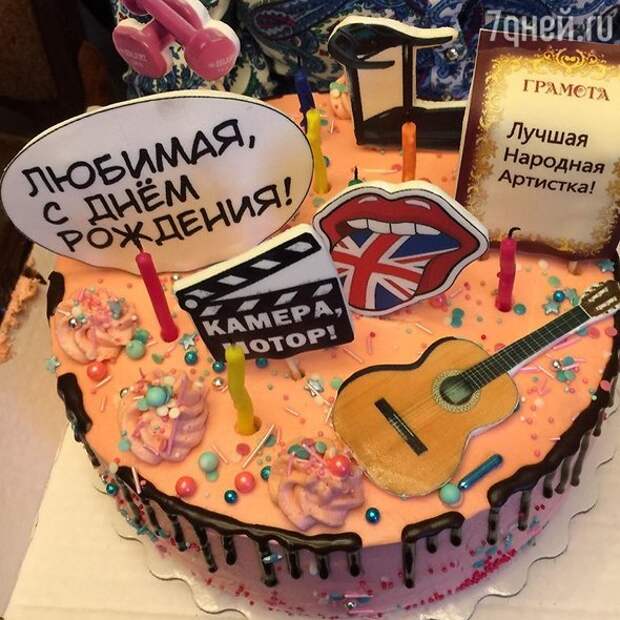 7дней.ru
ГРАМОТА
Лучшая
Народная
Артистка!
ЛЮБИМАЯ,
С ДНЁМ
РОЖДЕНИЯ!
КАМЕРА,
МОТОР!